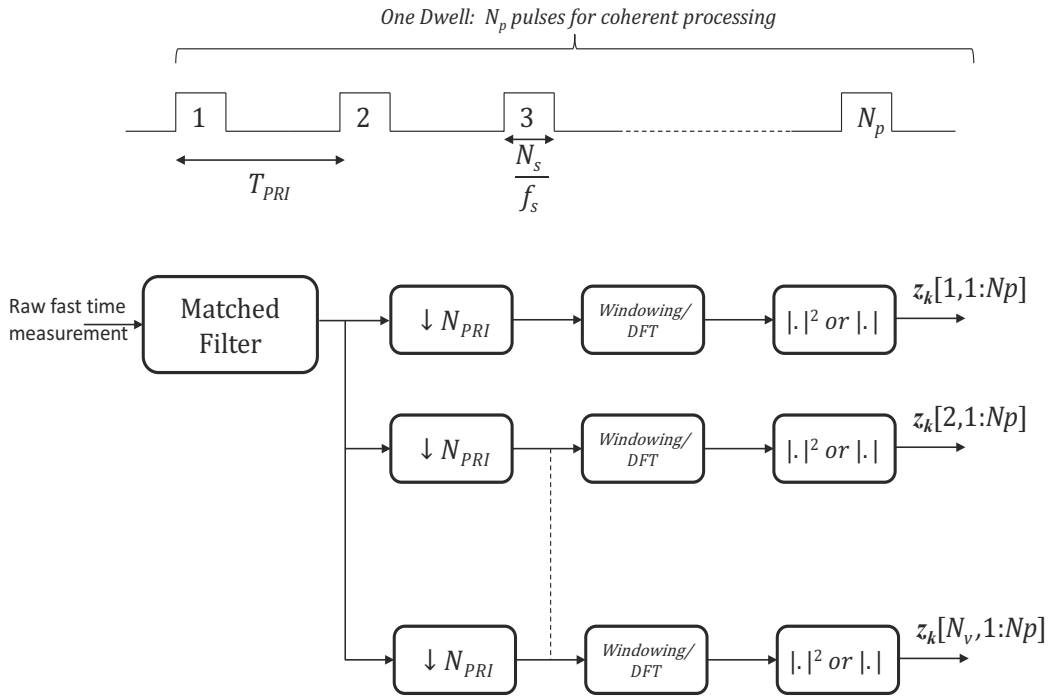 One Dwell: N_p pulses for coherent processing
1 2 3 N_p
T_PRI
N_s
f_s
Raw fast time
measurement
Matched
Filter
↓ N_PRI
Windowing/
DFT
|.|² or |.|
z_k[1,1:Np]
↓ N_PRI
Windowing/
DFT
|.|² or |.|
z_k[2,1:Np]
↓ N_PRI
Windowing/
DFT
|.|² or |.|
z_k[N_v,1:Np]